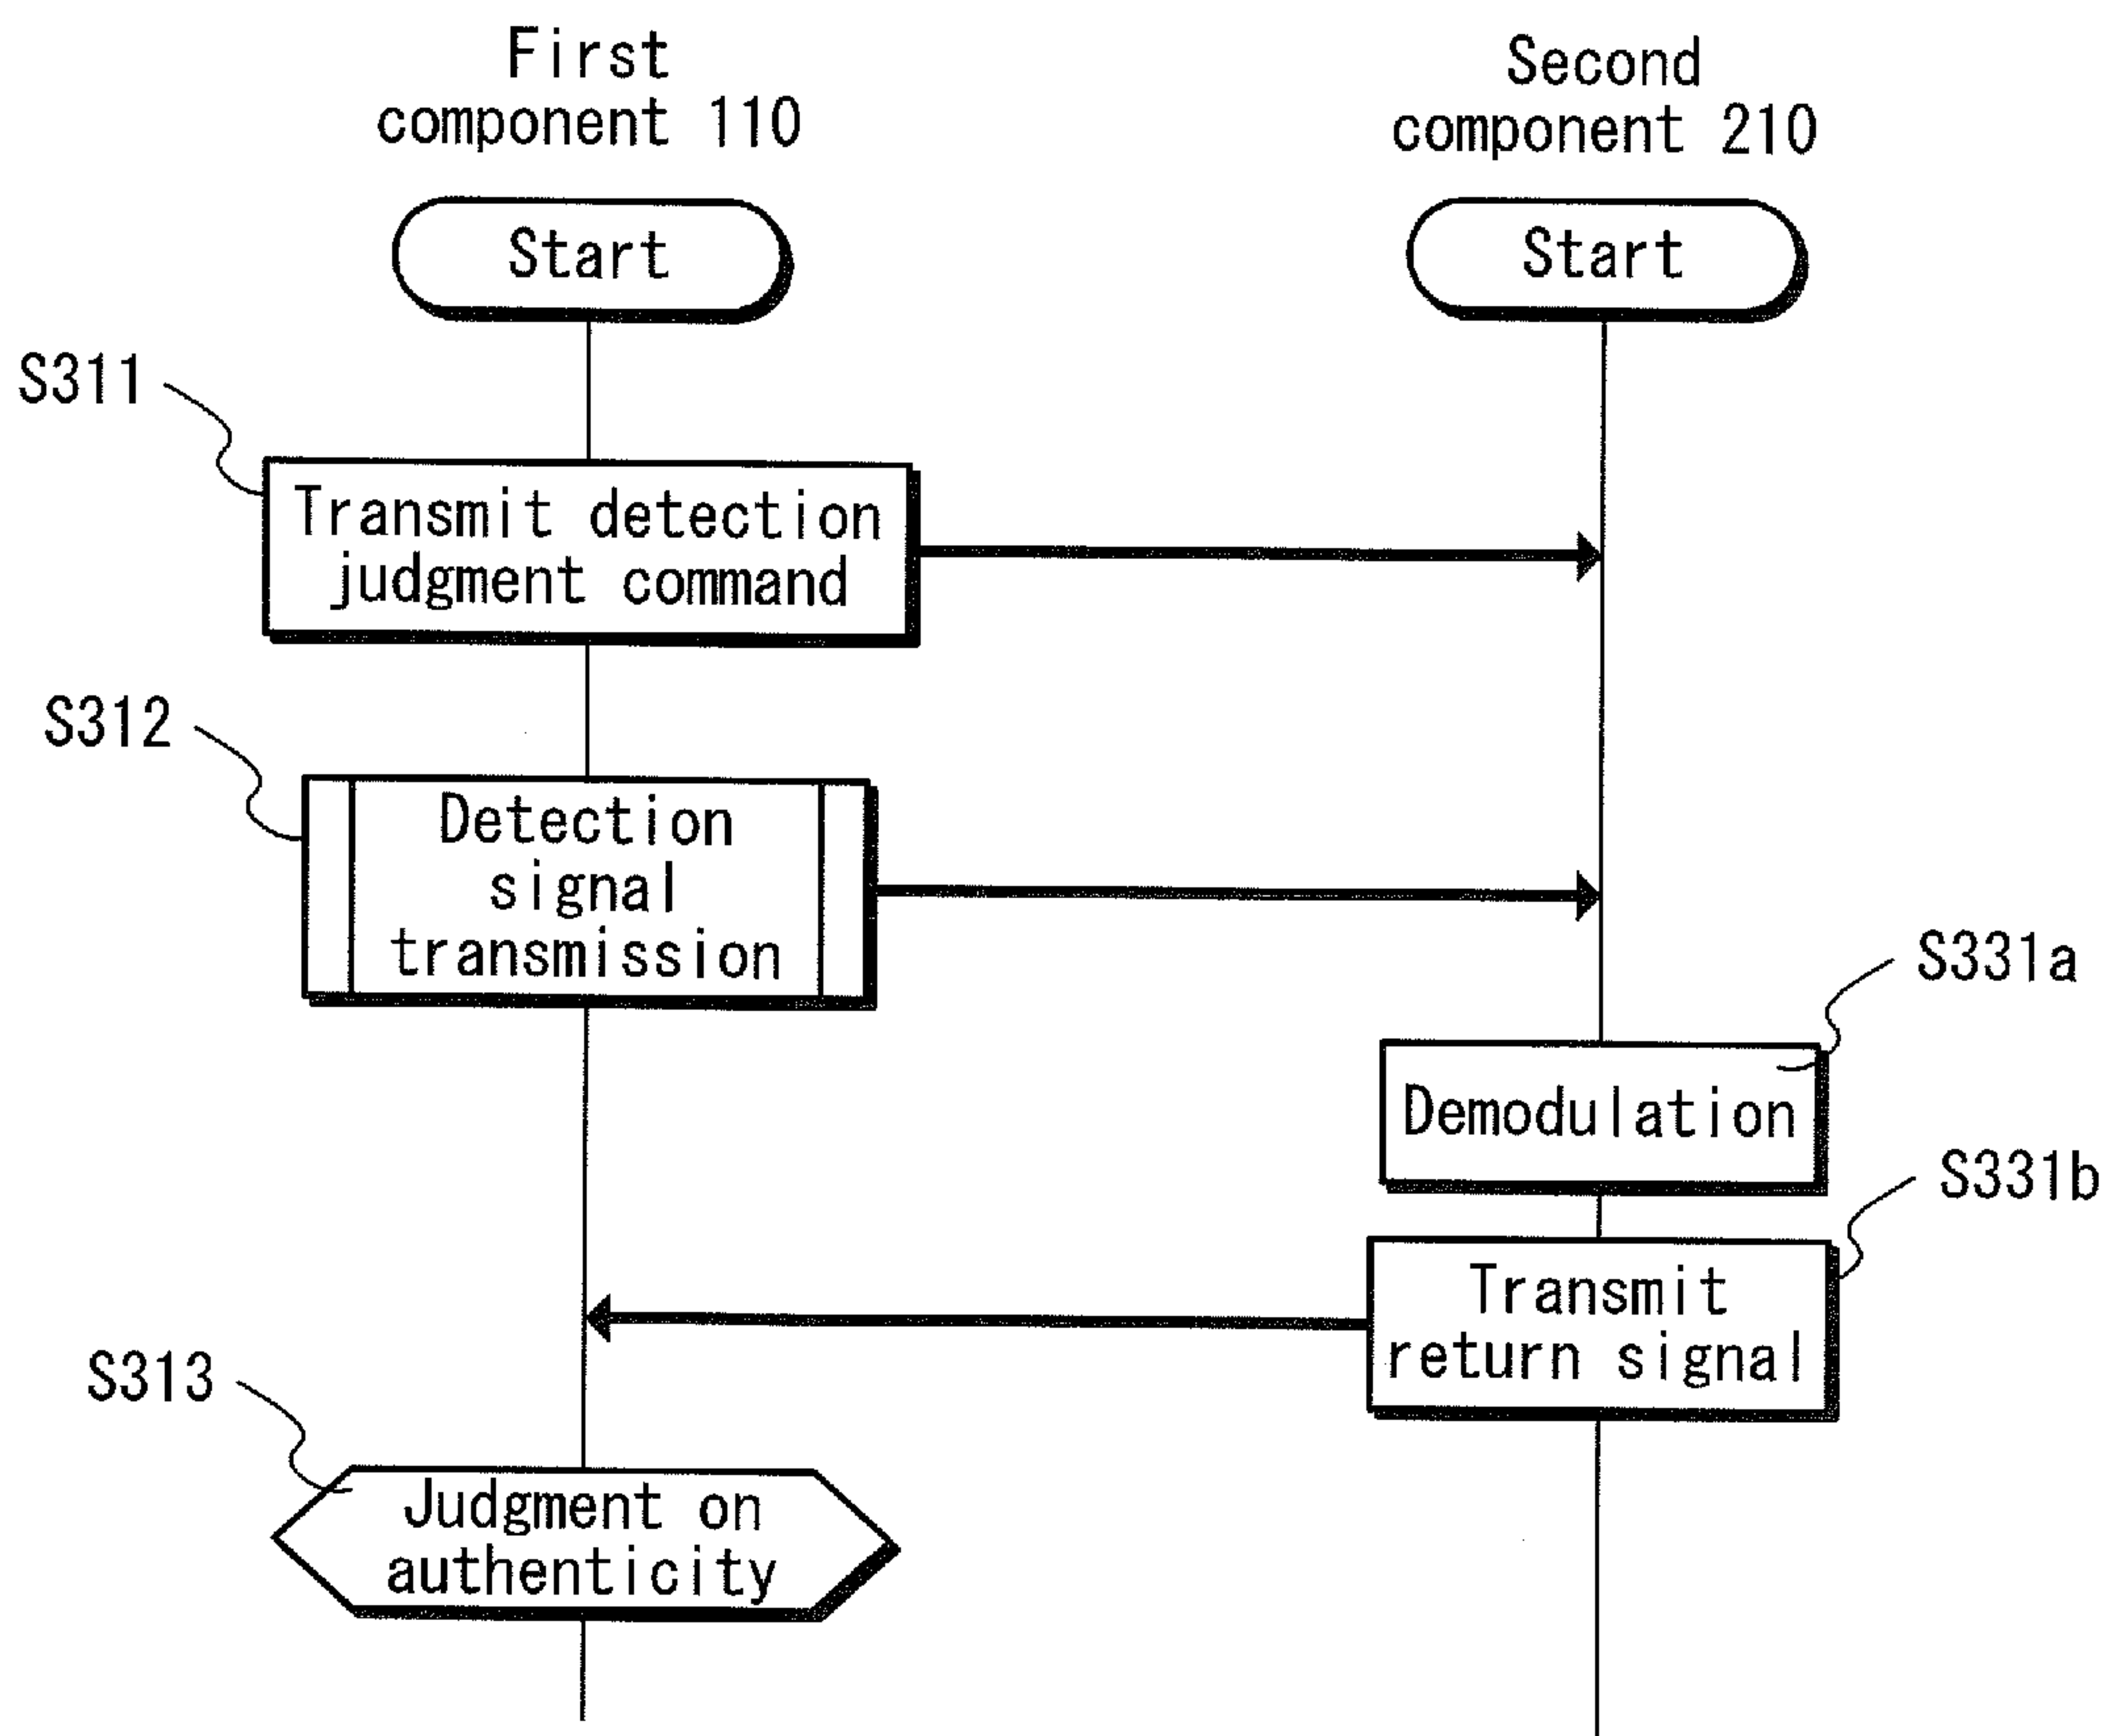 First
component 110
Second
component 210
Start
Start
S311
Transmit detection
judgment command
S312
Detection
signal
transmission
S331a
Demodulation
S331b
Transmit
return signal
S313
Judgment on
authenticity